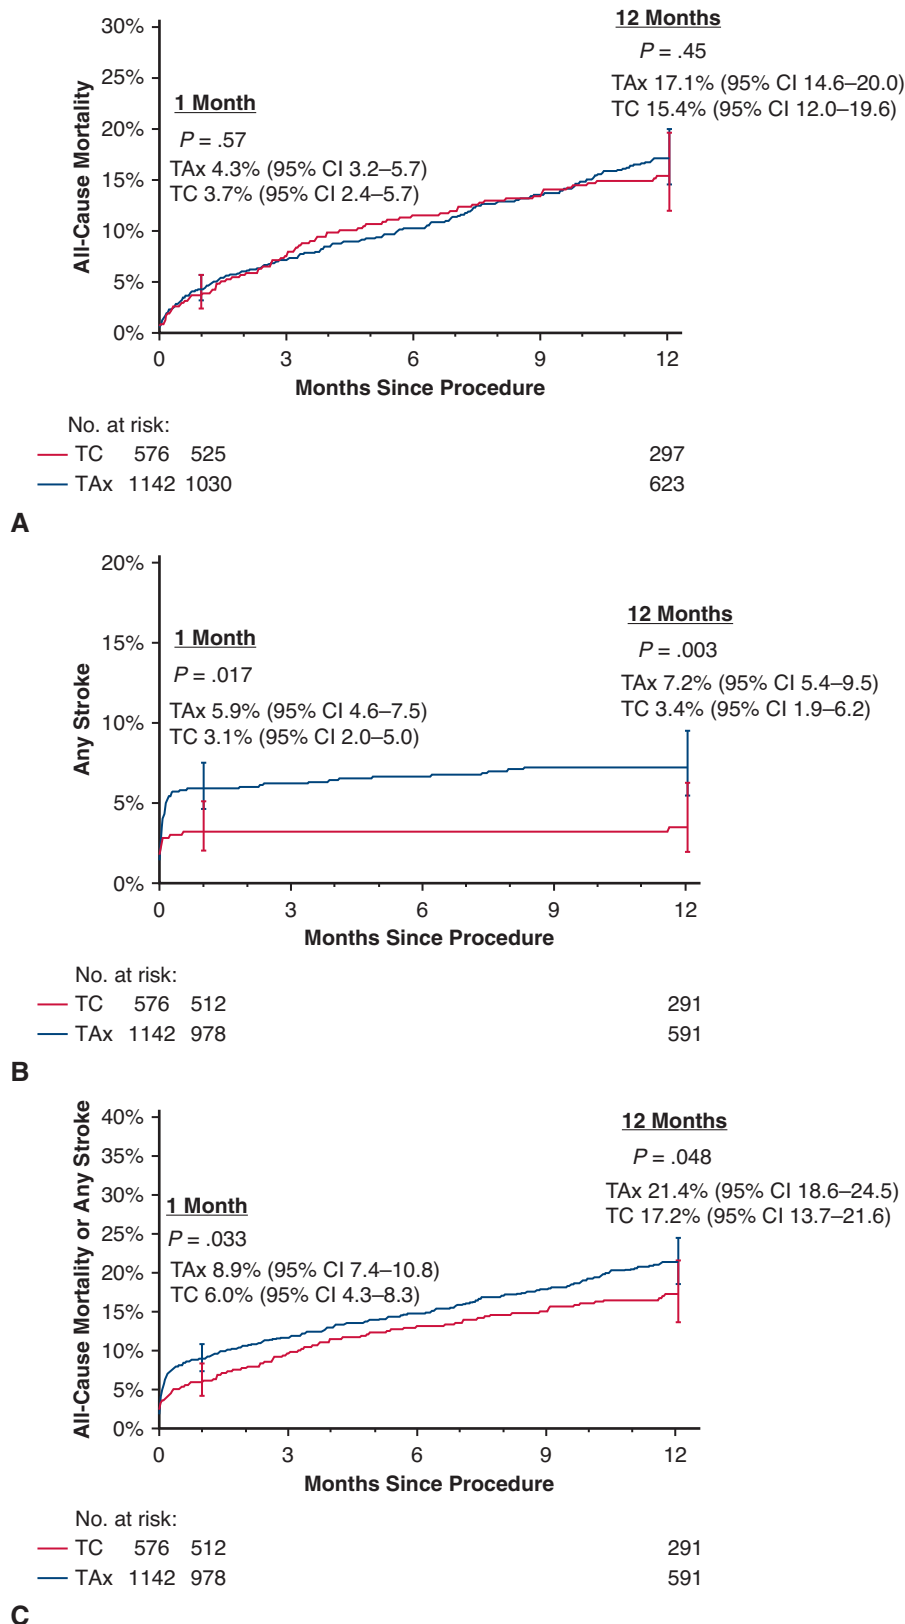 30%
25%
20%
15%
10%
5%
0%
All-Cause Mortality
1 Month
P = .57
TAx 4.3% (95% CI 3.2–5.7)
TC 3.7% (95% CI 2.4–5.7)
12 Months
P = .45
TAx 17.1% (95% CI 14.6–20.0)
TC 15.4% (95% CI 12.0–19.6)
0 3 6 9 12
Months Since Procedure
No. at risk:
TC 576 525 297
TAx 1142 1030 623
A
20%
15%
10%
5%
0%
Any Stroke
1 Month
P = .017
TAx 5.9% (95% CI 4.6–7.5)
TC 3.1% (95% CI 2.0–5.0)
12 Months
P = .003
TAx 7.2% (95% CI 5.4–9.5)
TC 3.4% (95% CI 1.9–6.2)
0 3 6 9 12
Months Since Procedure
No. at risk:
TC 576 512 291
TAx 1142 978 591
B
40%
35%
30%
25%
20%
15%
10%
5%
0%
All-Cause Mortality or Any Stroke
1 Month
P = .033
TAx 8.9% (95% CI 7.4–10.8)
TC 6.0% (95% CI 4.3–8.3)
12 Months
P = .048
TAx 21.4% (95% CI 18.6–24.5)
TC 17.2% (95% CI 13.7–21.6)
0 3 6 9 12
Months Since Procedure
No. at risk:
TC 576 512 291
TAx 1142 978 591
C